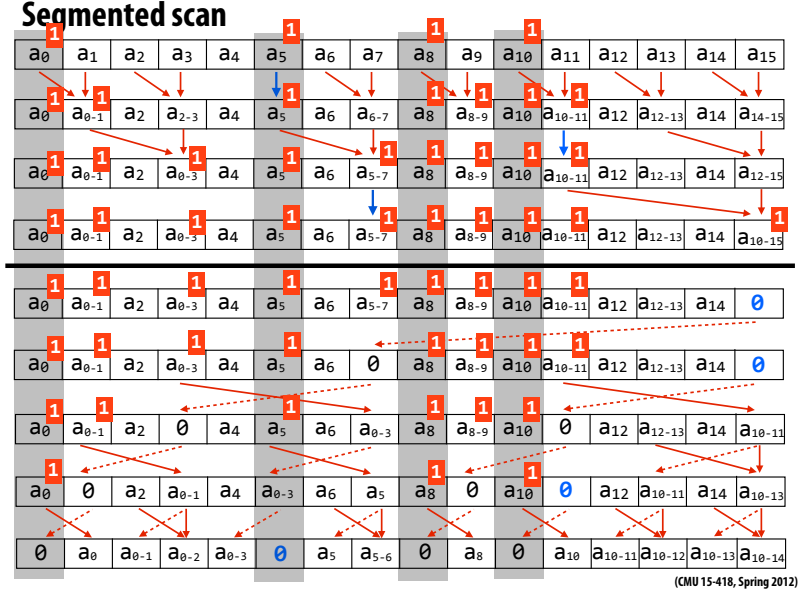 Segmented scan
1 1 1 1
a0 a1 a2 a3 a4 a5 a6 a7 a8 a9 a10 a11 a12 a13 a14 a15
1 1 1 1 1 1 1
a0 a0-1 a2 a2-3 a4 a5 a6 a6-7 a8 a8-9 a10 a10-11 a12 a12-13 a14 a14-15
1 1 1 1 1 1 1 1 1
a0 a0-1 a2 a0-3 a4 a5 a6 a5-7 a8 a8-9 a10 a10-11 a12 a12-13 a14 a12-15
1 1 1 1 1 1 1 1 1
a0 a0-1 a2 a0-3 a4 a5 a6 a5-7 a8 a8-9 a10 a10-11 a12 a12-13 a14 a10-15
1 1 1 1 1 1 1 1 1
a0 a0-1 a2 a0-3 a4 a5 a6 a5-7 a8 a8-9 a10 a10-11 a12 a12-13 a14 0
1 1 1 1 1 1 1 1
a0 a0-1 a2 a0-3 a4 a5 a6 0 a8 a8-9 a10 a10-11 a12 a12-13 a14 0
1 1 1 1 1 1
a0 a0-1 a2 0 a4 a5 a6 a0-3 a8 a8-9 a10 0 a12 a12-13 a14 a10-11
1 1 1
a0 0 a2 a0-1 a4 a0-3 a6 a5 a8 0 a10 0 a12 a10-11 a14 a10-13
0 a0 a0-1 a0-2 a0-3 0 a5 a5-6 0 a8 0 a10 a10-11 a10-12 a10-13 a10-14
(CMU 15-418, Spring 2012)